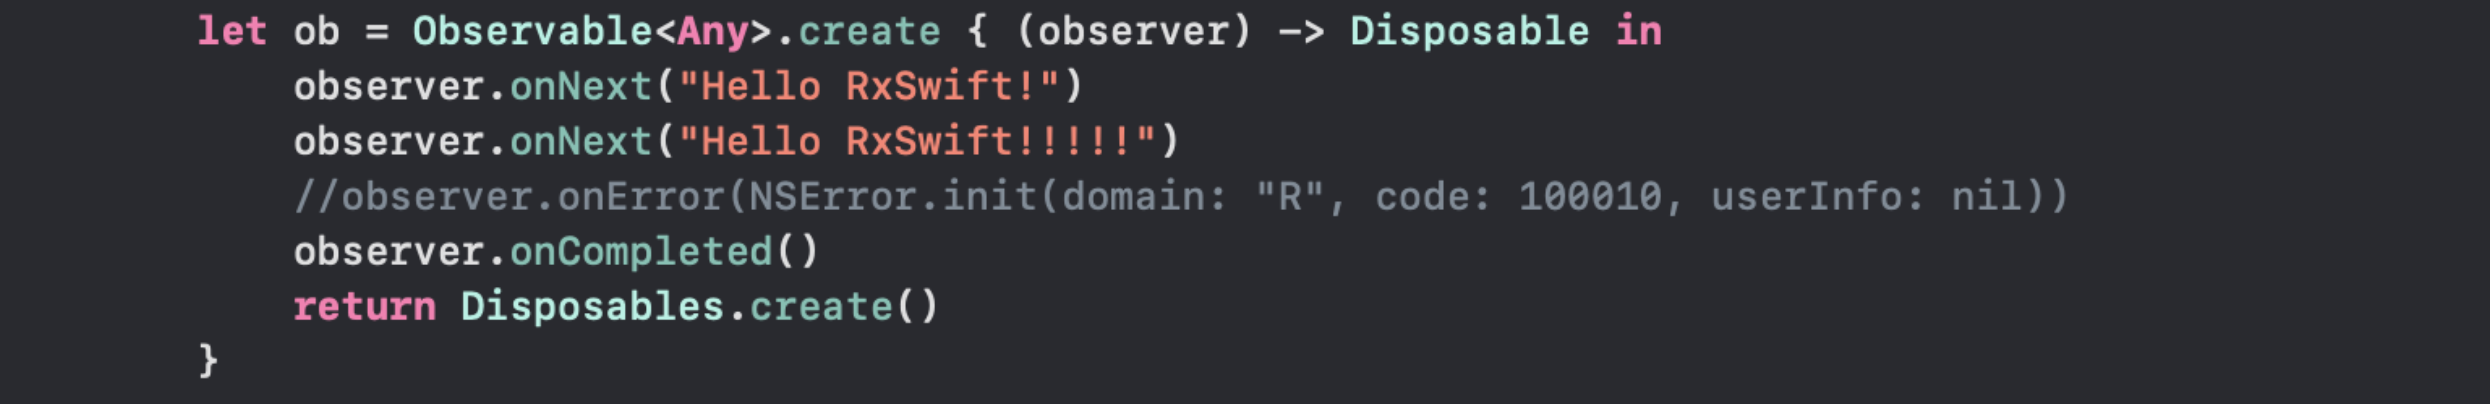 let ob = Observable<Any>.create { (observer) -> Disposable in
    observer.onNext("Hello RxSwift!")
    observer.onNext("Hello RxSwift!!!!!")
    //observer.onError(NSError.init(domain: "R", code: 100010, userInfo: nil))
    observer.onCompleted()
    return Disposables.create()
}